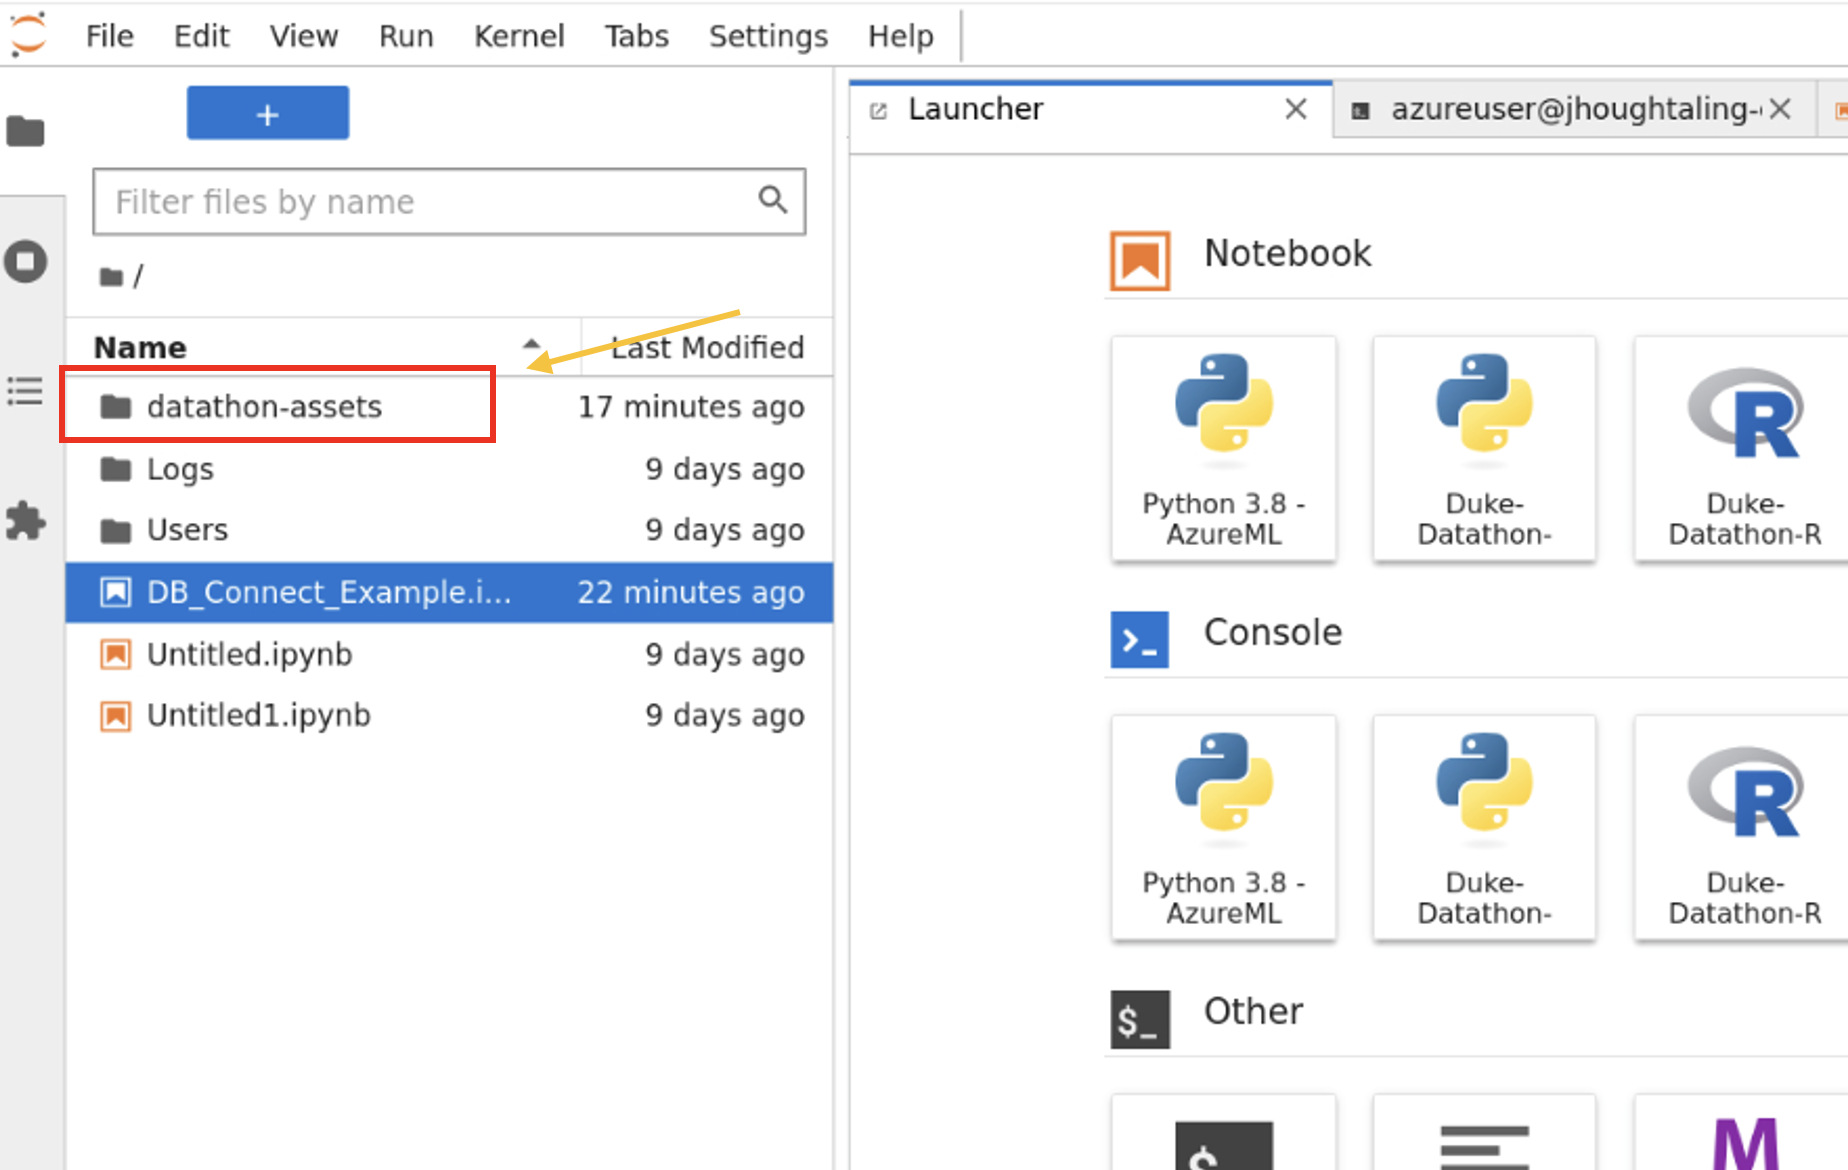 File Edit View Run Kernel Tabs Settings Help
+
Filter files by name
/
Name Last Modified
datathon-assets 17 minutes ago
Logs 9 days ago
Users 9 days ago
DB_Connect_Example.i... 22 minutes ago
Untitled.ipynb 9 days ago
Untitled1.ipynb 9 days ago
Launcher
azureuser@jhoughtaling-
Notebook
Python 3.8 -
AzureML
Duke-
Datathon-
Duke-
Datathon-R
Console
Python 3.8 -
AzureML
Duke-
Datathon-
Duke-
Datathon-R
$_ Other
$
M